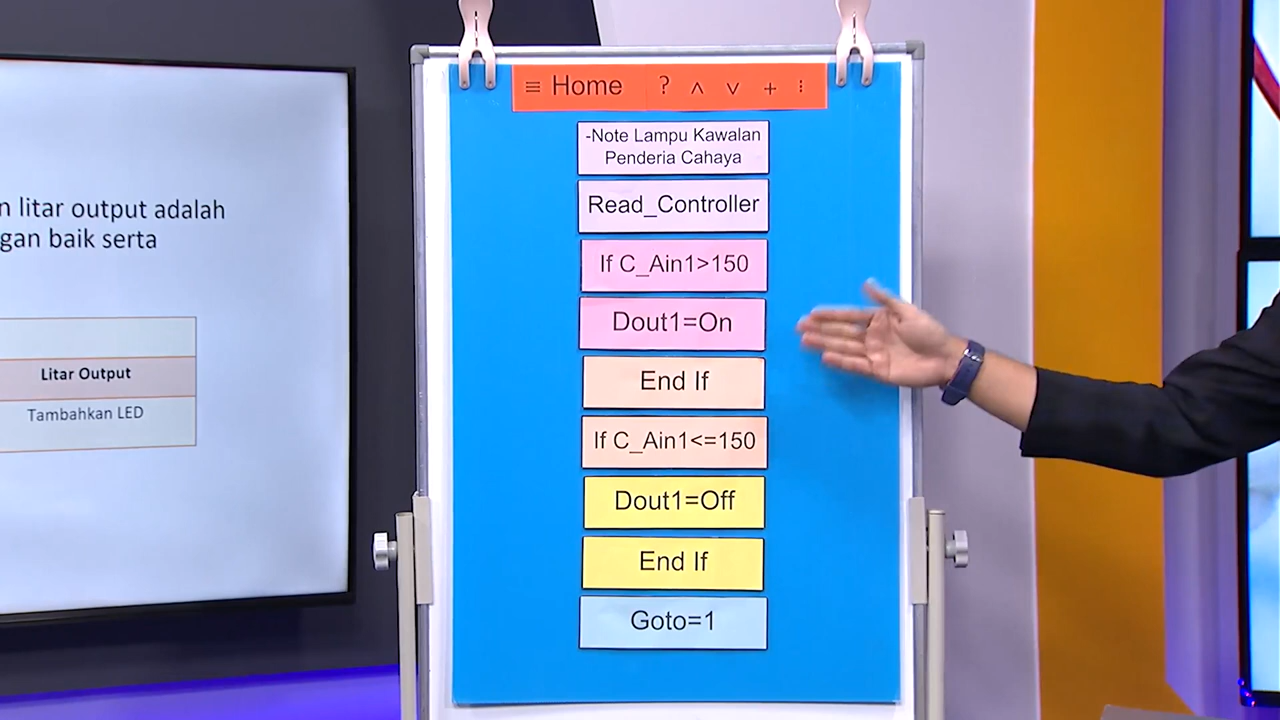 n litar output adalah
gan baik serta
Litar Output
Tambahkan LED
≡ Home ? ˄ ˅ + ⋮
-Note Lampu Kawalan
Penderia Cahaya
Read_Controller
If C_Ain1>150
Dout1=On
End If
If C_Ain1<=150
Dout1=Off
End If
Goto=1